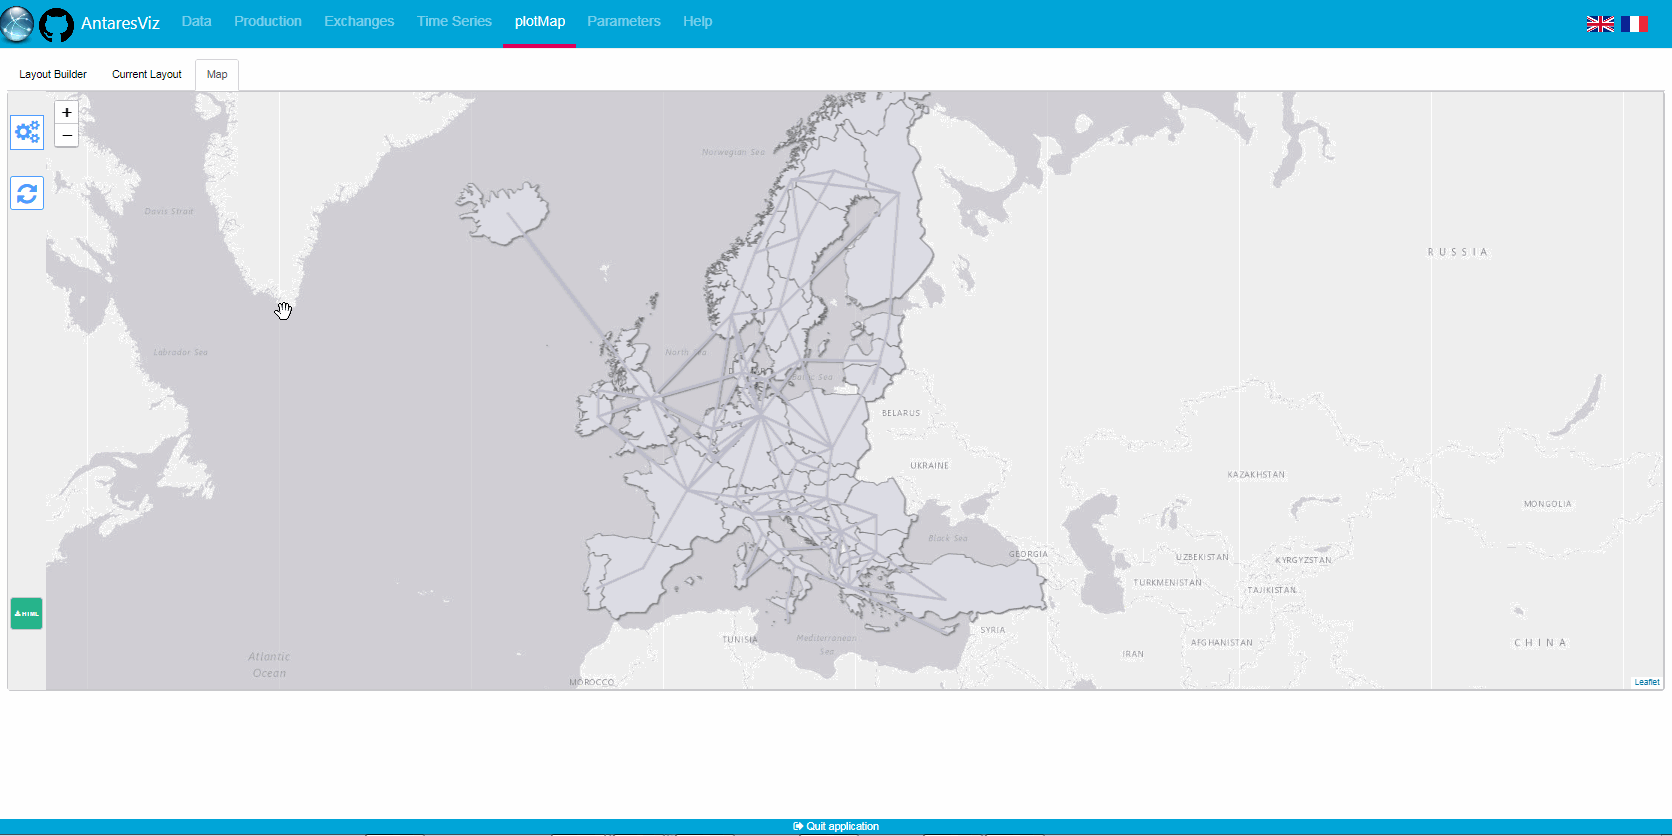 AntaresViz Data Production Exchanges Time Series plotMap Parameters Help
Layout Builder Current Layout Map
+
−
Norwegian Sea
Davis Strait
RUSSIA
Labrador Sea
North Sea
Baltic Sea
BELARUS
UKRAINE
KAZAKHSTAN
MONGOLIA
Black Sea
GEORGIA
UZBEKISTAN
KYRGYZSTAN
TURKMENISTAN
TAJIKISTAN
HTML
SYRIA
TUNISIA
Mediterranean
Sea
AFGHANISTAN
CHINA
IRAN
Atlantic
Ocean
MOROCCO
Leaflet
Quit application